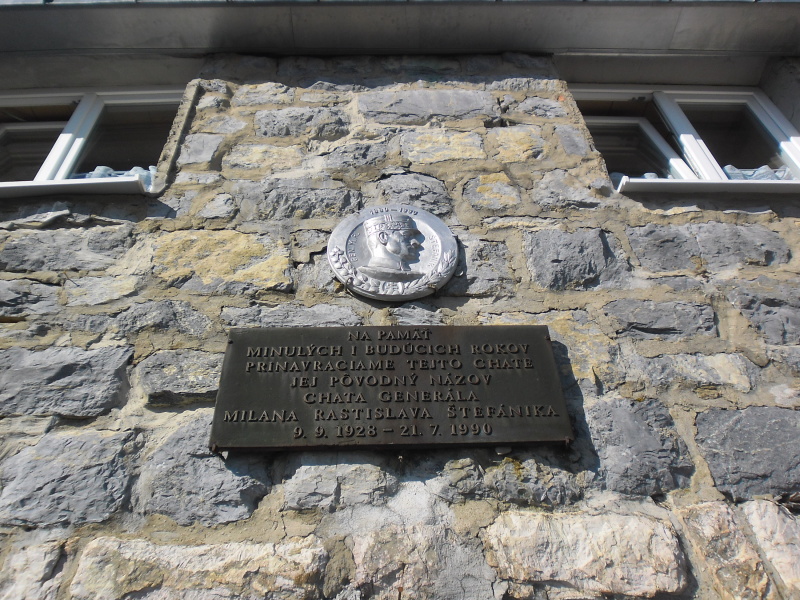 NA PAMÄŤ
MINULÝCH I BUDÚCICH ROKOV
PRINAVRACIAME TEJTO CHATE
JEJ PÔVODNÝ NÁZOV
CHATA GENERÁLA
MILANA RASTISLAVA ŠTEFÁNIKA
9. 9. 1928 – 21. 7. 1990